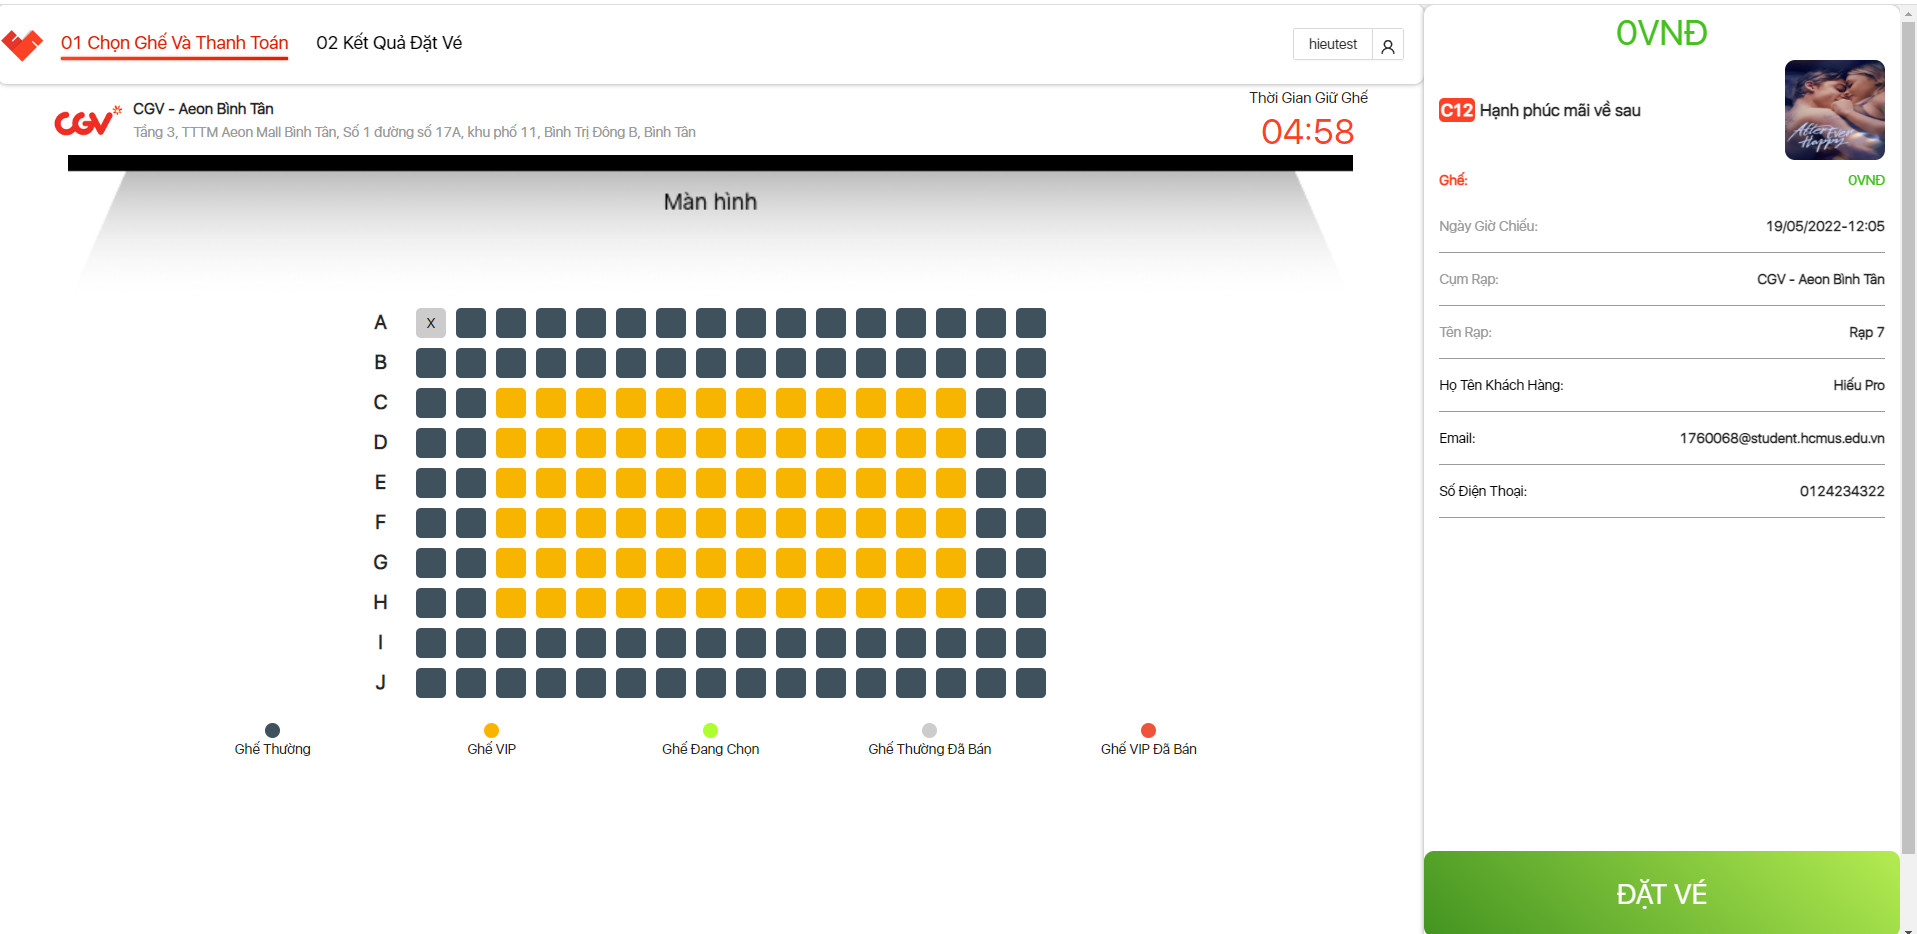 01 Chọn Ghế Và Thanh Toán
02 Kết Quả Đặt Vé
hieutest
CGV
CGV - Aeon Bình Tân
Tầng 3, TTTM Aeon Mall Bình Tân, Số 1 đường số 17A, khu phố 11, Bình Trị Đông B, Bình Tân
Thời Gian Giữ Ghế
04:58
Màn hình
A X
B
C
D
E
F
G
H
I
J
Ghế Thường
Ghế VIP
Ghế Đang Chọn
Ghế Thường Đã Bán
Ghế VIP Đã Bán
0VNĐ
C12 Hạnh phúc mãi về sau
After Ever
Happy
Ghế: 0VNĐ
Ngày Giờ Chiếu: 19/05/2022-12:05
Cụm Rạp: CGV - Aeon Bình Tân
Tên Rạp: Rạp 7
Họ Tên Khách Hàng: Hiếu Pro
Email: 1760068@student.hcmus.edu.vn
Số Điện Thoại: 0124234322
ĐẶT VÉ